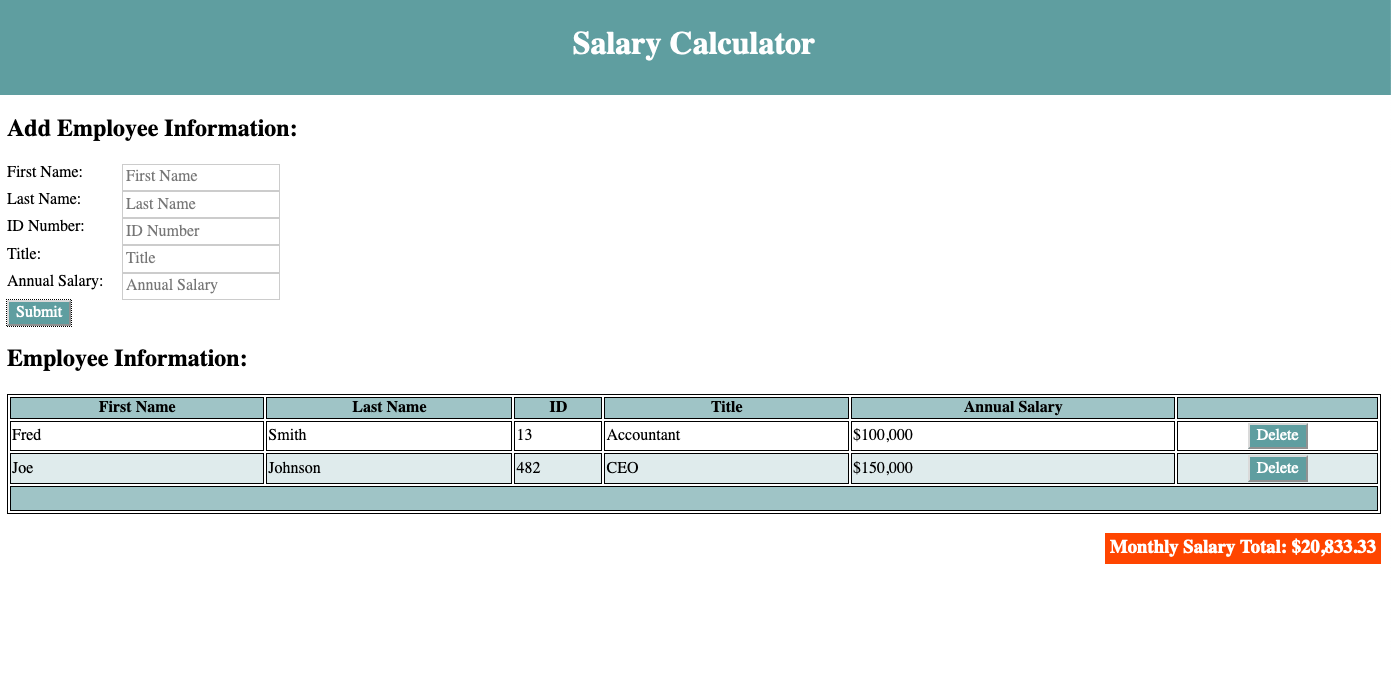 Salary Calculator
Add Employee Information:
First Name: First Name
Last Name: Last Name
ID Number: ID Number
Title: Title
Annual Salary: Annual Salary
Submit
Employee Information:
First Name Last Name ID Title Annual Salary
Fred Smith 13 Accountant $100,000 Delete
Joe Johnson 482 CEO $150,000 Delete
Monthly Salary Total: $20,833.33